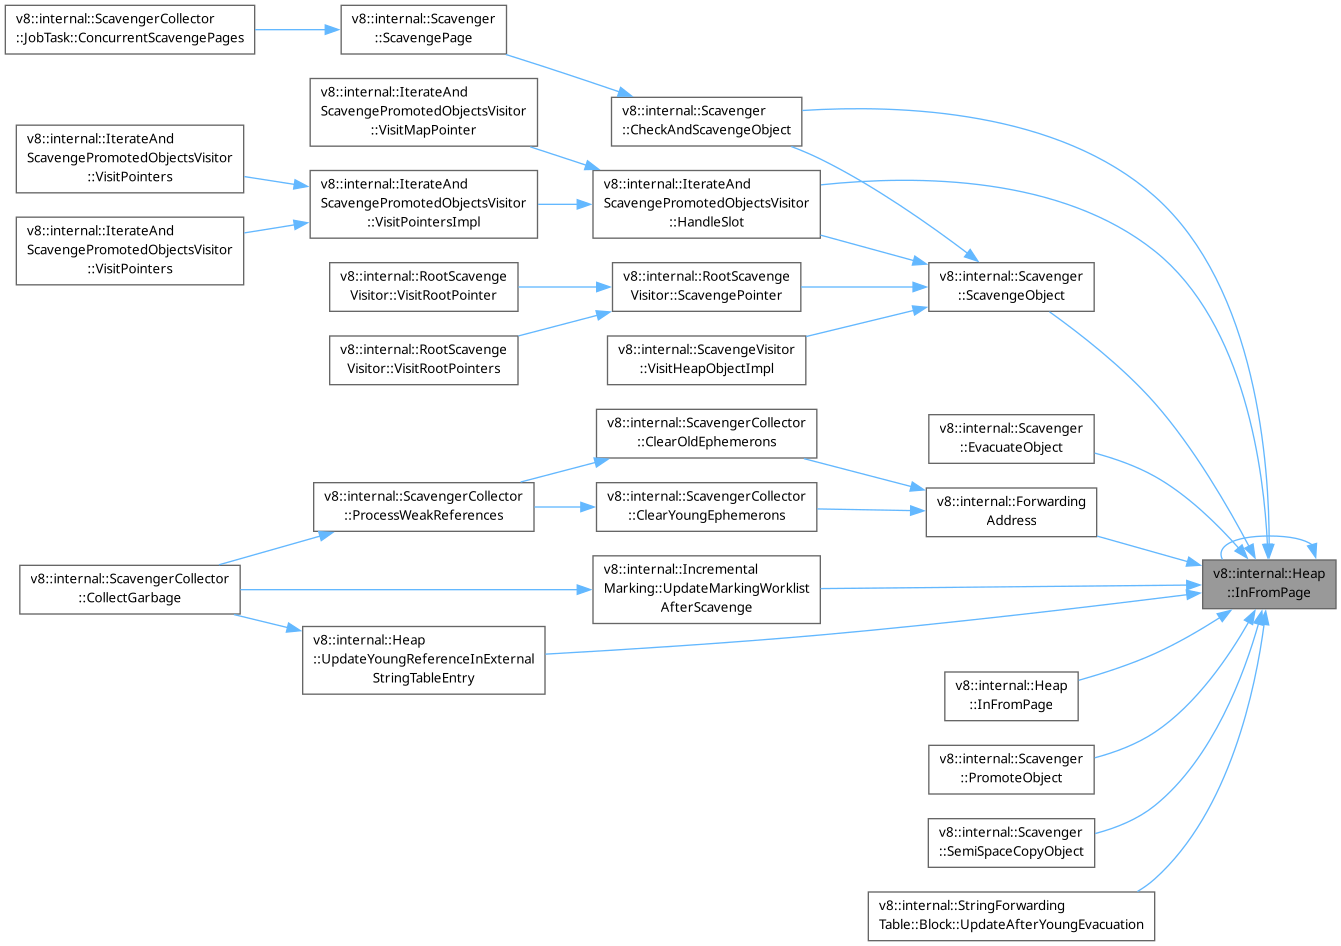 v8::internal::ScavengerCollector
::JobTask::ConcurrentScavengePages
v8::internal::Scavenger
::ScavengePage
v8::internal::IterateAnd
ScavengePromotedObjectsVisitor
::VisitMapPointer
v8::internal::Scavenger
::CheckAndScavengeObject
v8::internal::IterateAnd
ScavengePromotedObjectsVisitor
::VisitPointers
v8::internal::IterateAnd
ScavengePromotedObjectsVisitor
::VisitPointersImpl
v8::internal::IterateAnd
ScavengePromotedObjectsVisitor
::HandleSlot
v8::internal::IterateAnd
ScavengePromotedObjectsVisitor
::VisitPointers
v8::internal::RootScavenge
Visitor::VisitRootPointer
v8::internal::RootScavenge
Visitor::ScavengePointer
v8::internal::Scavenger
::ScavengeObject
v8::internal::RootScavenge
Visitor::VisitRootPointers
v8::internal::ScavengeVisitor
::VisitHeapObjectImpl
v8::internal::ScavengerCollector
::ClearOldEphemerons
v8::internal::Scavenger
::EvacuateObject
v8::internal::ScavengerCollector
::ProcessWeakReferences
v8::internal::ScavengerCollector
::ClearYoungEphemerons
v8::internal::Forwarding
Address
v8::internal::ScavengerCollector
::CollectGarbage
v8::internal::Incremental
Marking::UpdateMarkingWorklist
AfterScavenge
v8::internal::Heap
::InFromPage
v8::internal::Heap
::UpdateYoungReferenceInExternal
StringTableEntry
v8::internal::Heap
::InFromPage
v8::internal::Scavenger
::PromoteObject
v8::internal::Scavenger
::SemiSpaceCopyObject
v8::internal::StringForwarding
Table::Block::UpdateAfterYoungEvacuation